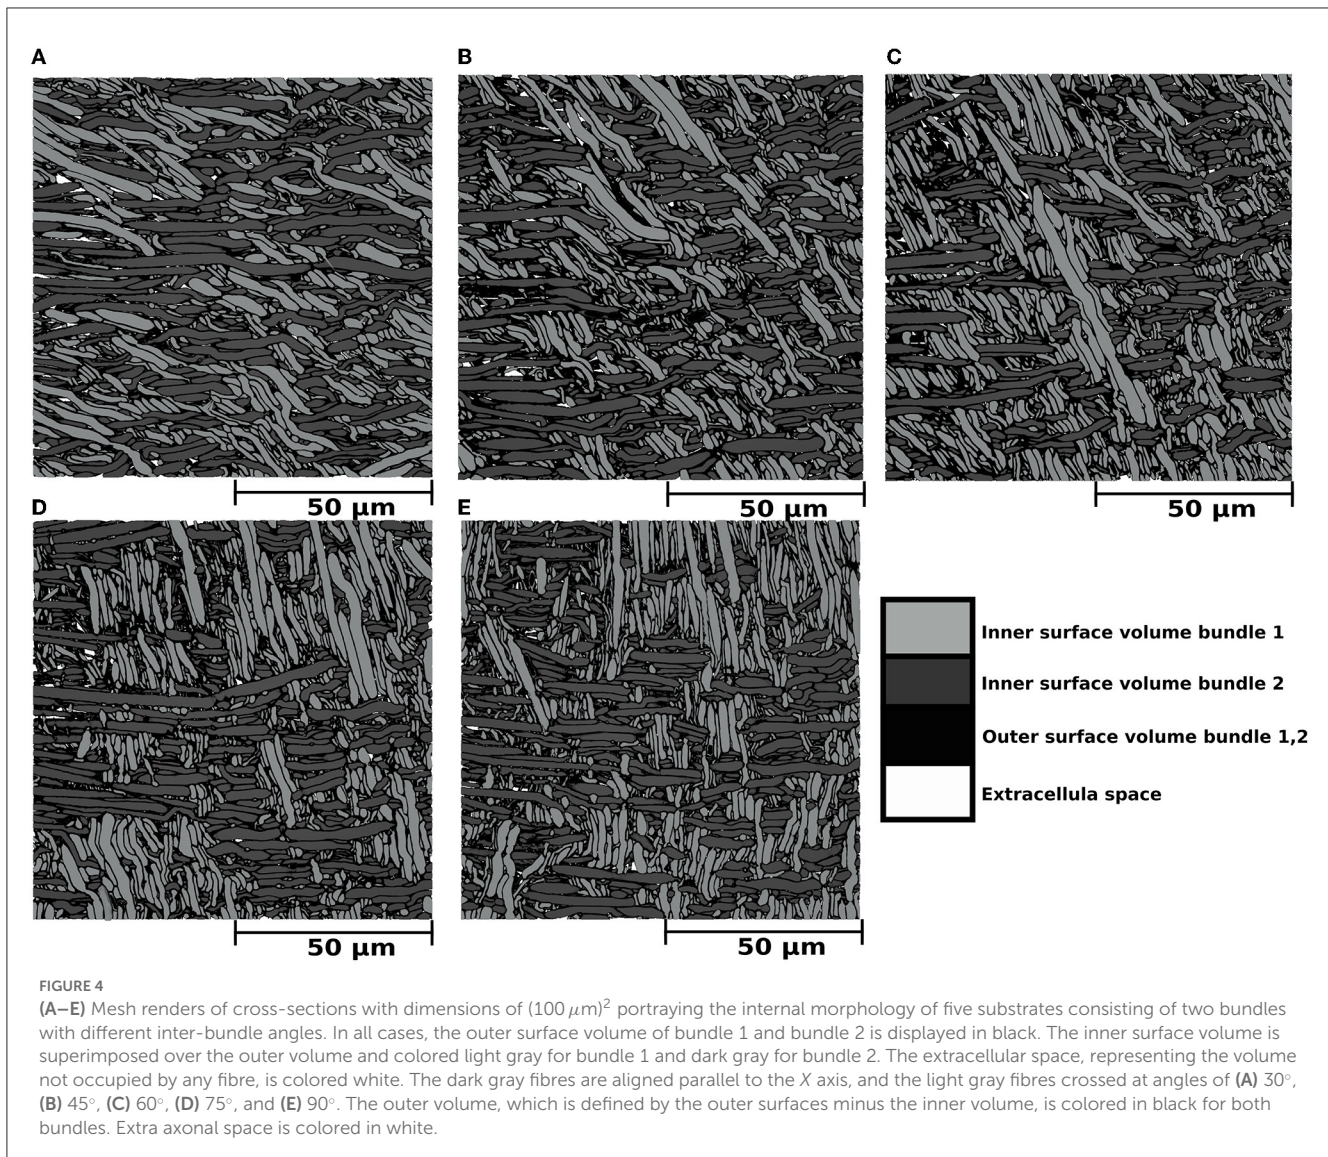 A
B
C
50 µm
50 µm
50 µm
D
E
Inner surface volume bundle 1
Inner surface volume bundle 2
Outer surface volume bundle 1,2
Extracellula space
50 µm
50 µm
FIGURE 4
(A–E) Mesh renders of cross-sections with dimensions of (100 µm)² portraying the internal morphology of five substrates consisting of two bundles
with different inter-bundle angles. In all cases, the outer surface volume of bundle 1 and bundle 2 is displayed in black. The inner surface volume is
superimposed over the outer volume and colored light gray for bundle 1 and dark gray for bundle 2. The extracellular space, representing the volume
not occupied by any fibre, is colored white. The dark gray fibres are aligned parallel to the X axis, and the light gray fibres crossed at angles of (A) 30°,
(B) 45°, (C) 60°, (D) 75°, and (E) 90°. The outer volume, which is defined by the outer surfaces minus the inner volume, is colored in black for both
bundles. Extra axonal space is colored in white.